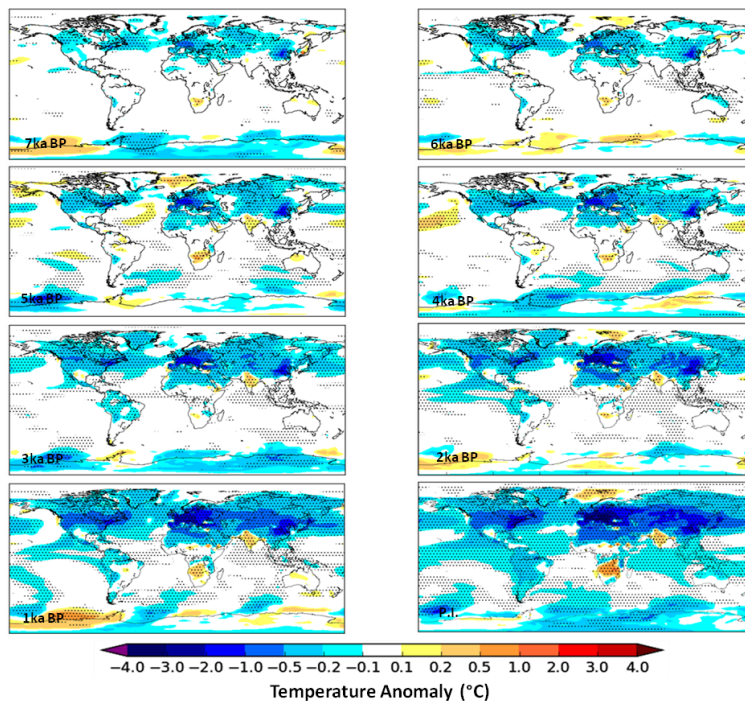 7ka BP
6ka BP
5ka BP
4ka BP
3ka BP
2ka BP
1ka BP
P.I.
−4.0 −3.0 −2.0 −1.0 −0.5 −0.2 −0.1 0.1 0.2 0.5 1.0 2.0 3.0 4.0
Temperature Anomaly (°C)